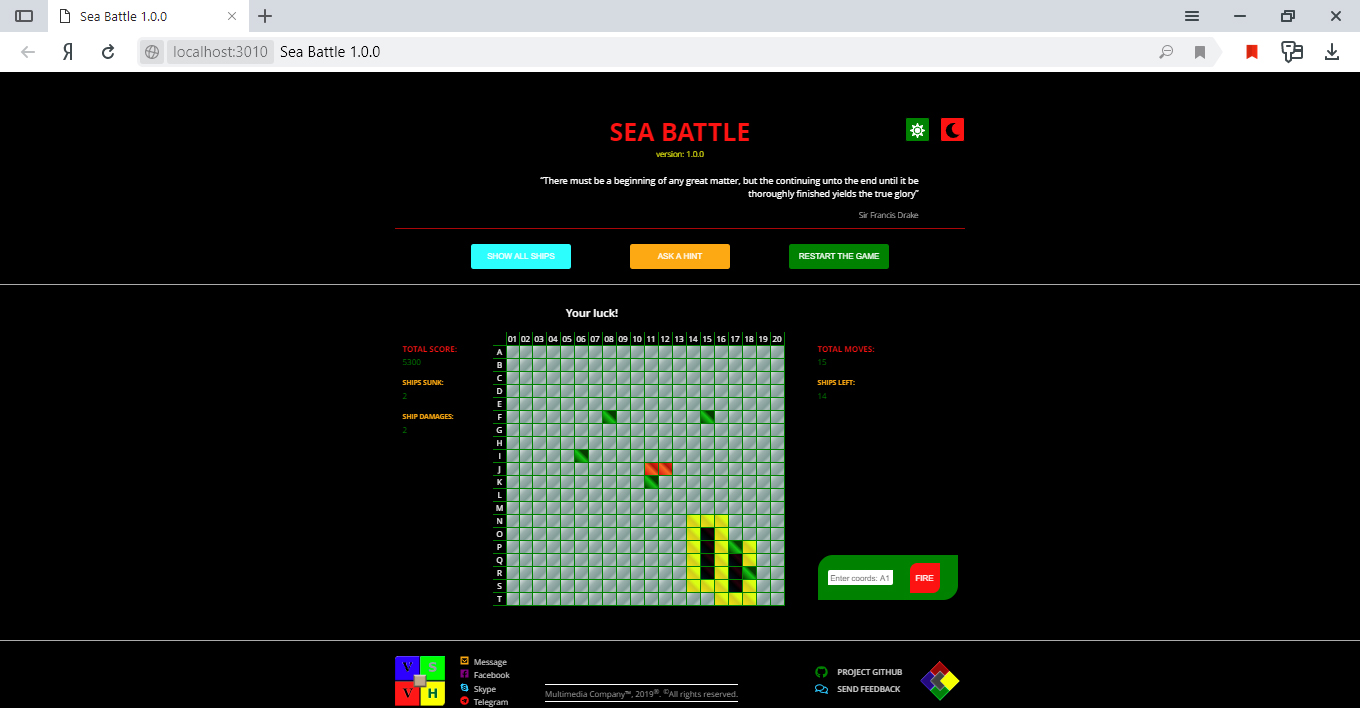 Sea Battle 1.0.0
Я
localhost:3010 Sea Battle 1.0.0
SEA BATTLE
version: 1.0.0
“There must be a beginning of any great matter, but the continuing unto the end until it be
thoroughly finished yields the true glory”
Sir Francis Drake
SHOW ALL SHIPS ASK A HINT RESTART THE GAME
Your luck!
01 02 03 04 05 06 07 08 09 10 11 12 13 14 15 16 17 18 19 20
TOTAL SCORE:
5300
SHIPS SUNK:
2
SHIP DAMAGES:
2
A
B
C
D
E
F
G
H
I
J
K
L
M
N
O
P
Q
R
S
T
TOTAL MOVES:
15
SHIPS LEFT:
14
Enter coords: A1 FIRE
V S
V H
Message
Facebook
Skype
Telegram
Multimedia Company™, 2019®. ©All rights reserved.
PROJECT GITHUB
SEND FEEDBACK